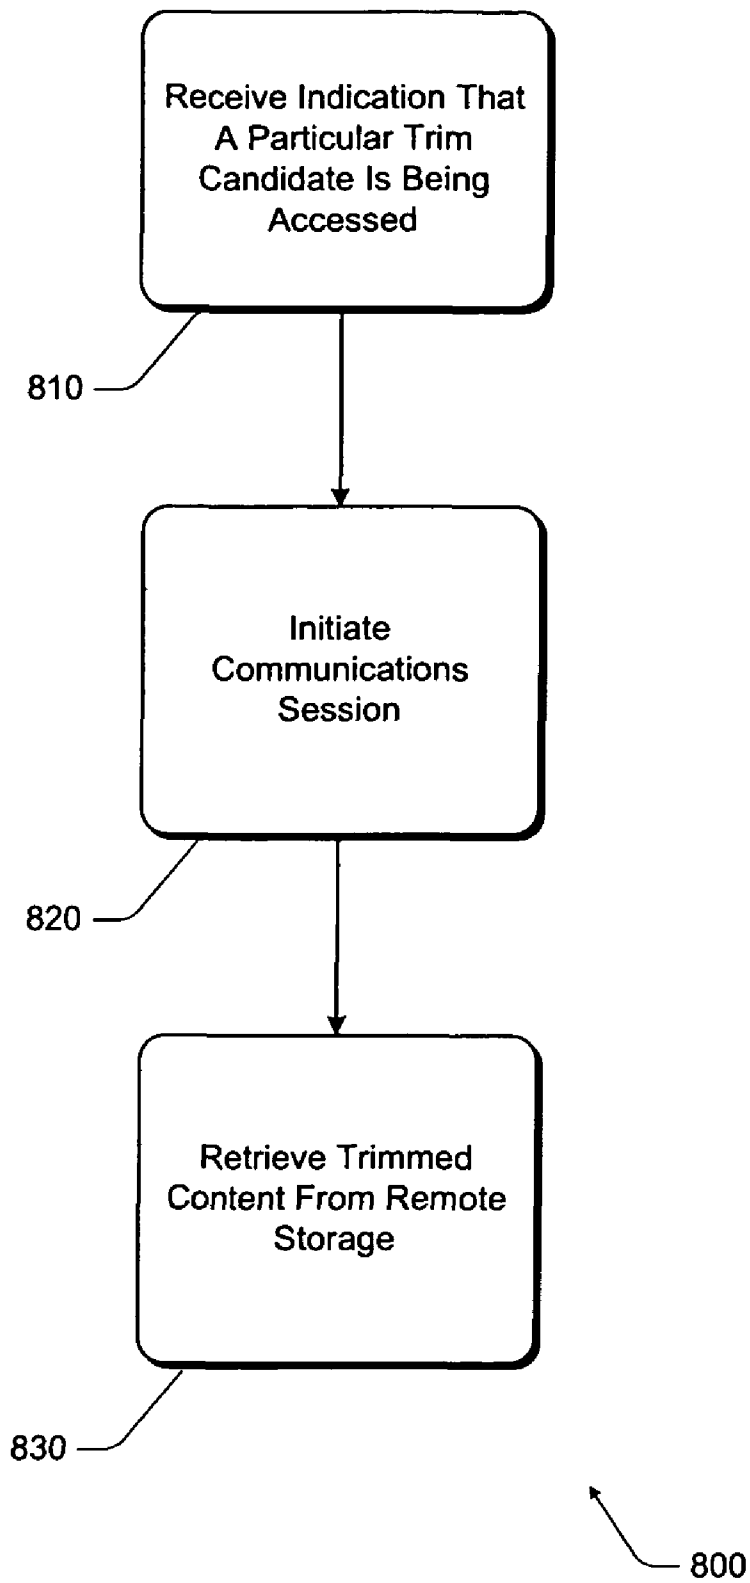 Receive Indication That
A Particular Trim
Candidate Is Being
Accessed
810
Initiate
Communications
Session
820
Retrieve Trimmed
Content From Remote
Storage
830
800